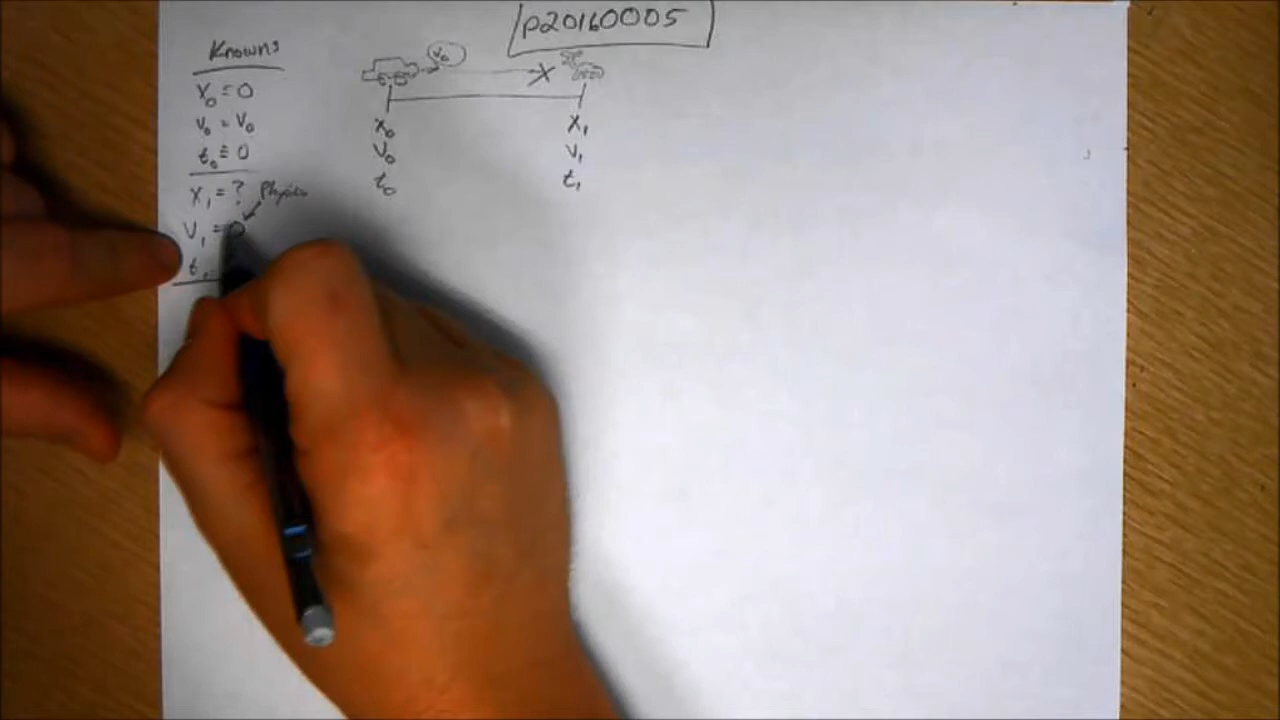 p20160005
Knowns
x₀ ≡ 0
v₀ = v₀
t₀ ≡ 0
x₁ = ? Physics
v₁ = 0
t₁ =
v₀
x₀ x₁
v₀ v₁
t₀ t₁